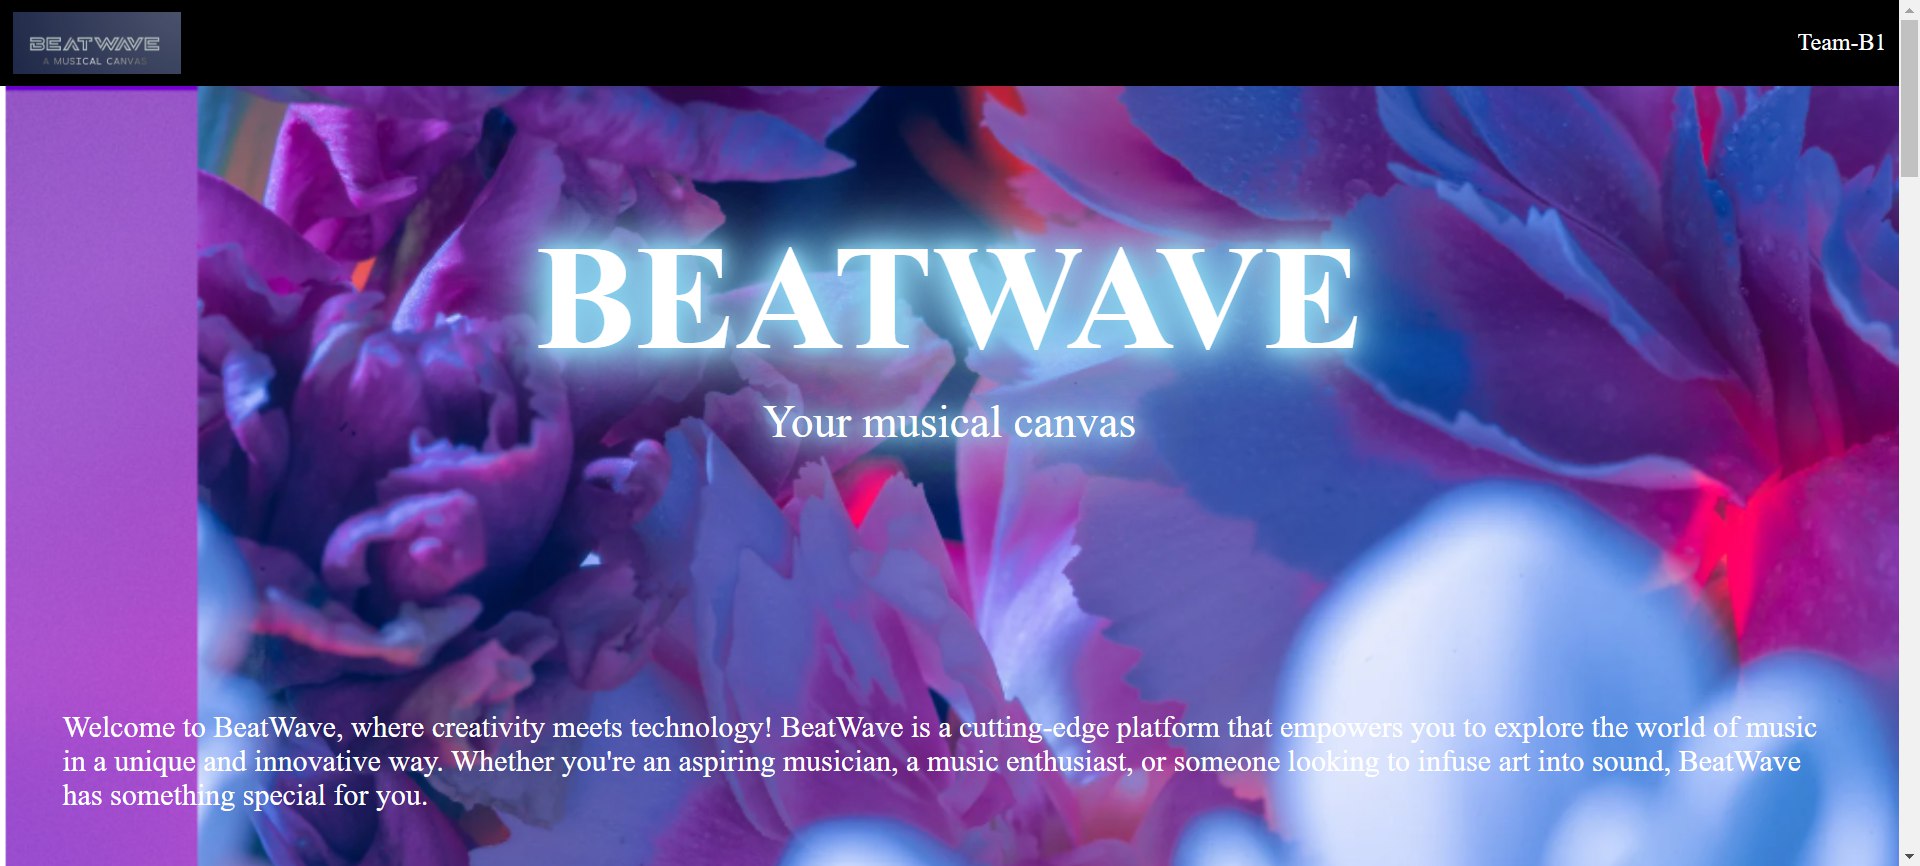 BEATWAVE
A MUSICAL CANVAS
Team-B1
BEATWAVE
Your musical canvas
Welcome to BeatWave, where creativity meets technology! BeatWave is a cutting-edge platform that empowers you to explore the world of music
in a unique and innovative way. Whether you're an aspiring musician, a music enthusiast, or someone looking to infuse art into sound, BeatWave
has something special for you.